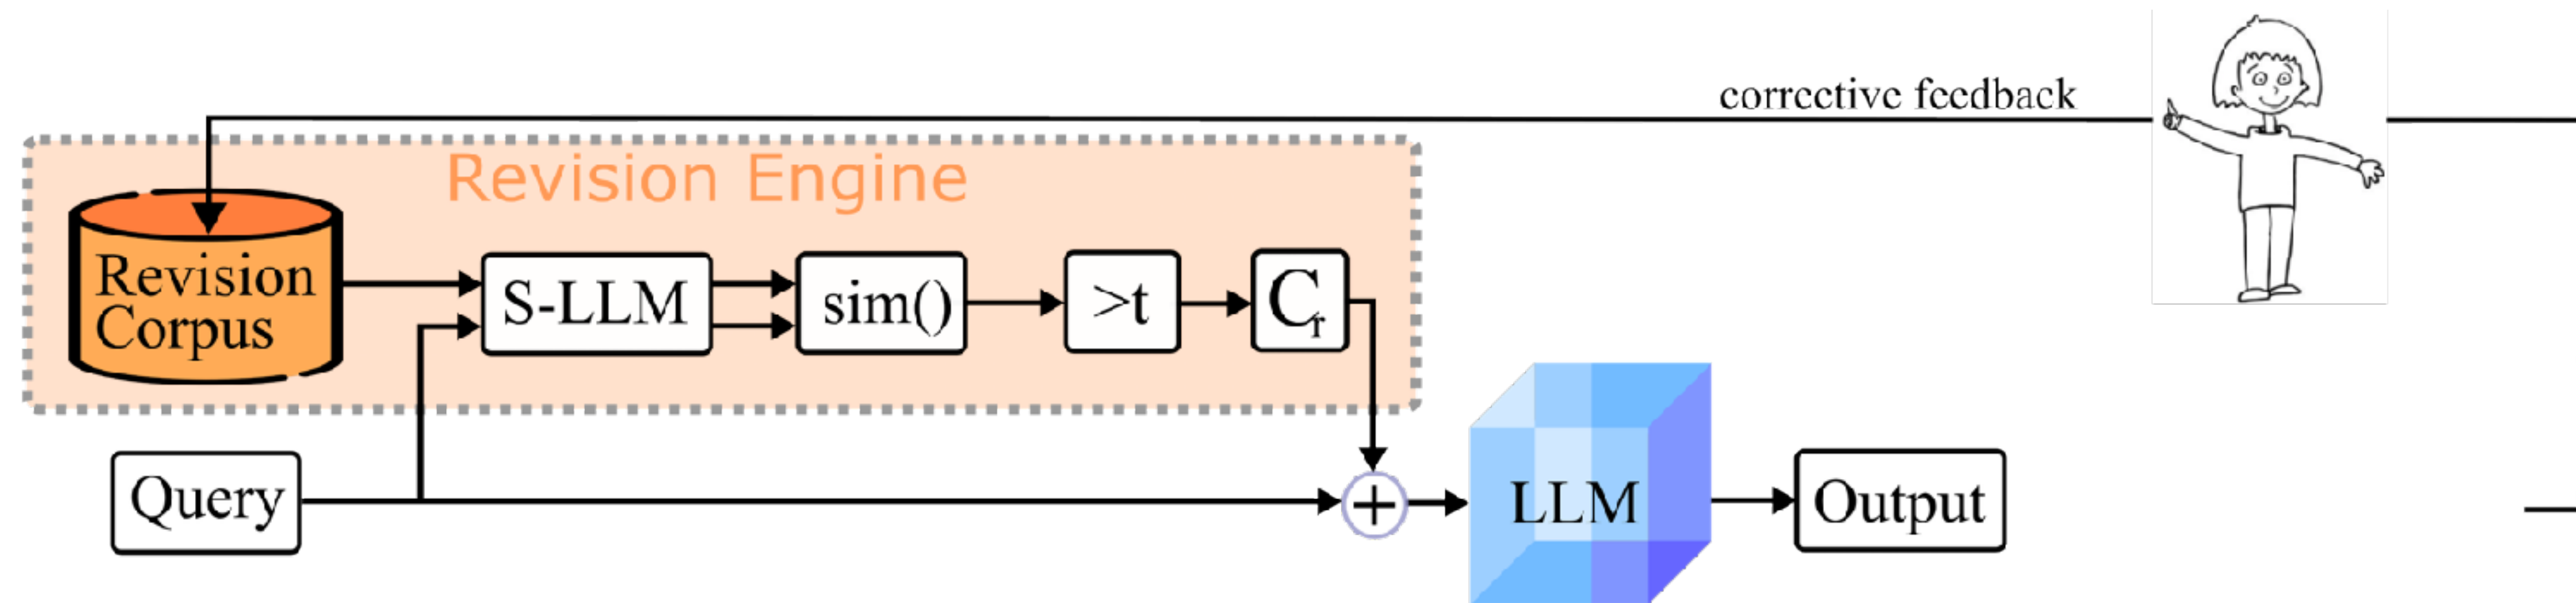 corrective feedback
Revision Engine
Revision
Corpus
S-LLM
sim()
>t
Cr
Query
+
LLM
Output